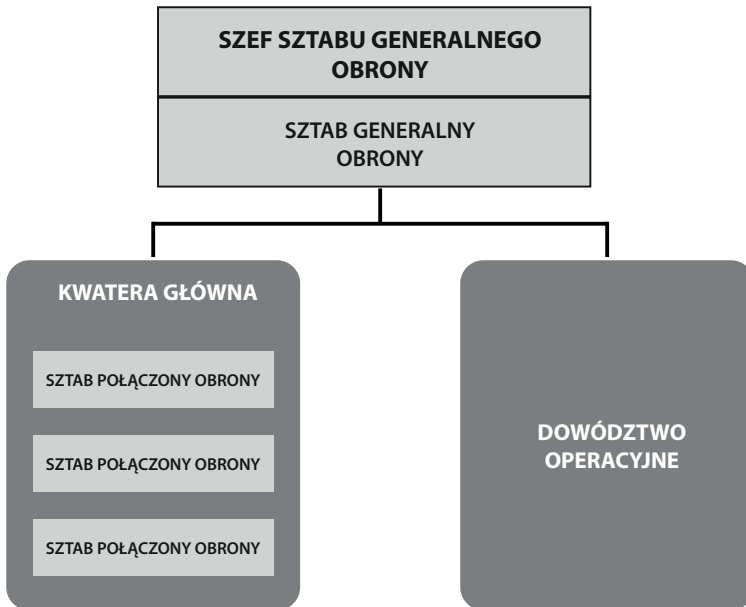 SZEF SZTABU GENERALNEGO
OBRONY
SZTAB GENERALNY
OBRONY
KWATERA GŁÓWNA
SZTAB POŁĄCZONY OBRONY
SZTAB POŁĄCZONY OBRONY
SZTAB POŁĄCZONY OBRONY
DOWÓDZTWO
OPERACYJNE